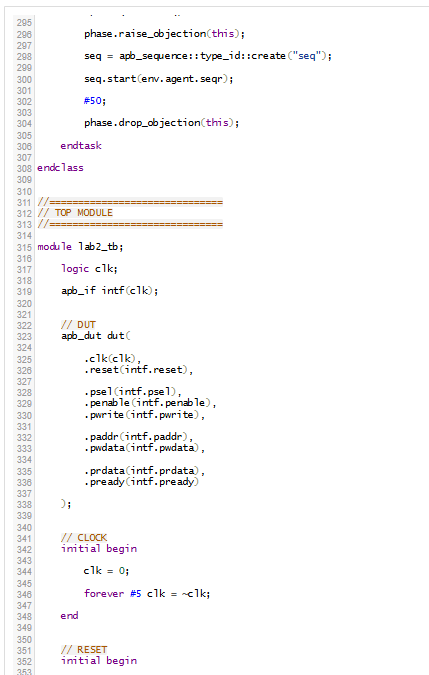 295
296 phase.raise_objection(this);
297
298 seq = apb_sequence::type_id::create("seq");
299
300 seq.start(env.agent.seqr);
301
302 #50;
303
304 phase.drop_objection(this);
305
306 endtask
307
308 endclass
309
310
311 //==============================
312 // TOP MODULE
313 //==============================
314
315 module lab2_tb;
316
317 logic clk;
318
319 apb_if intf(clk);
320
321
322 // DUT
323 apb_dut dut(
324
325 .clk(clk),
326 .reset(intf.reset),
327
328 .psel(intf.psel),
329 .penable(intf.penable),
330 .pwrite(intf.pwrite),
331
332 .paddr(intf.paddr),
333 .pwdata(intf.pwdata),
334
335 .prdata(intf.prdata),
336 .pready(intf.pready)
337
338 );
339
340
341 // CLOCK
342 initial begin
343
344 clk = 0;
345
346 forever #5 clk = ~clk;
347
348 end
349
350
351 // RESET
352 initial begin
353